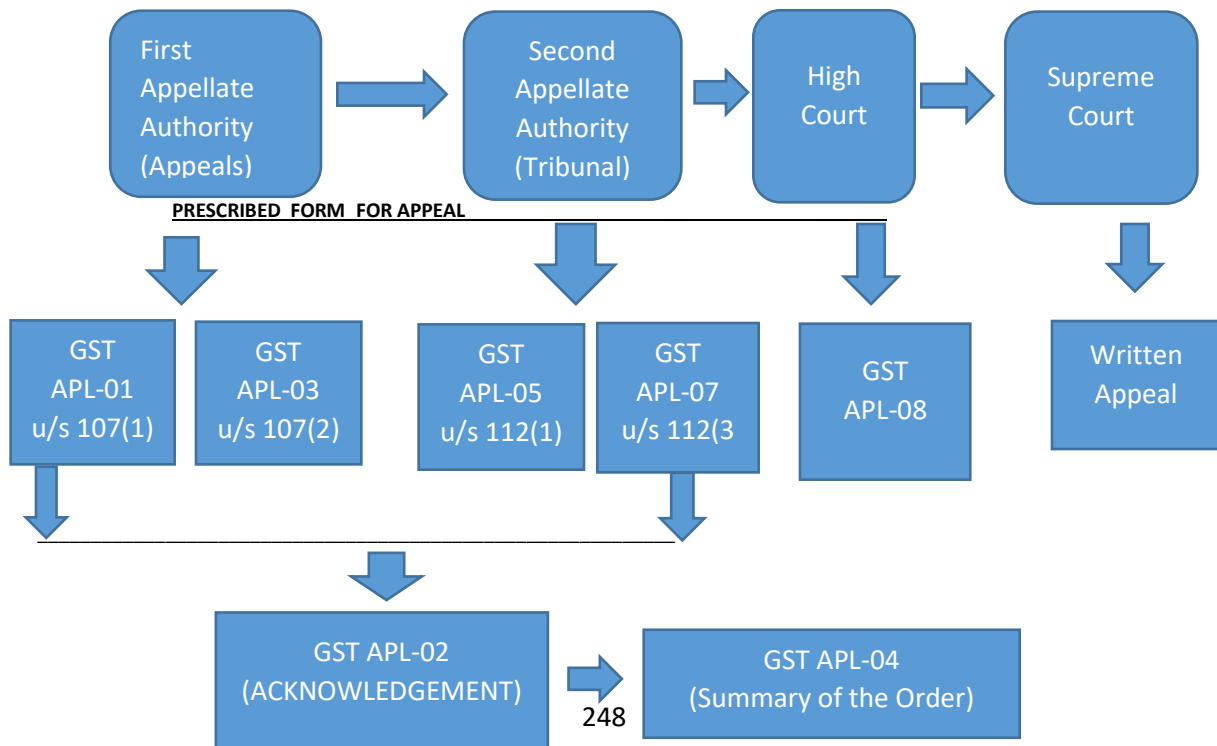 First
Appellate
Authority
(Appeals)
Second
Appellate
Authority
(Tribunal)
High
Court
Supreme
Court
PRESCRIBED FORM FOR APPEAL
GST
APL-01
u/s 107(1)
GST
APL-03
u/s 107(2)
GST
APL-05
u/s 112(1)
GST
APL-07
u/s 112(3
GST
APL-08
Written
Appeal
GST APL-02
(ACKNOWLEDGEMENT)
GST APL-04
(Summary of the Order)
248